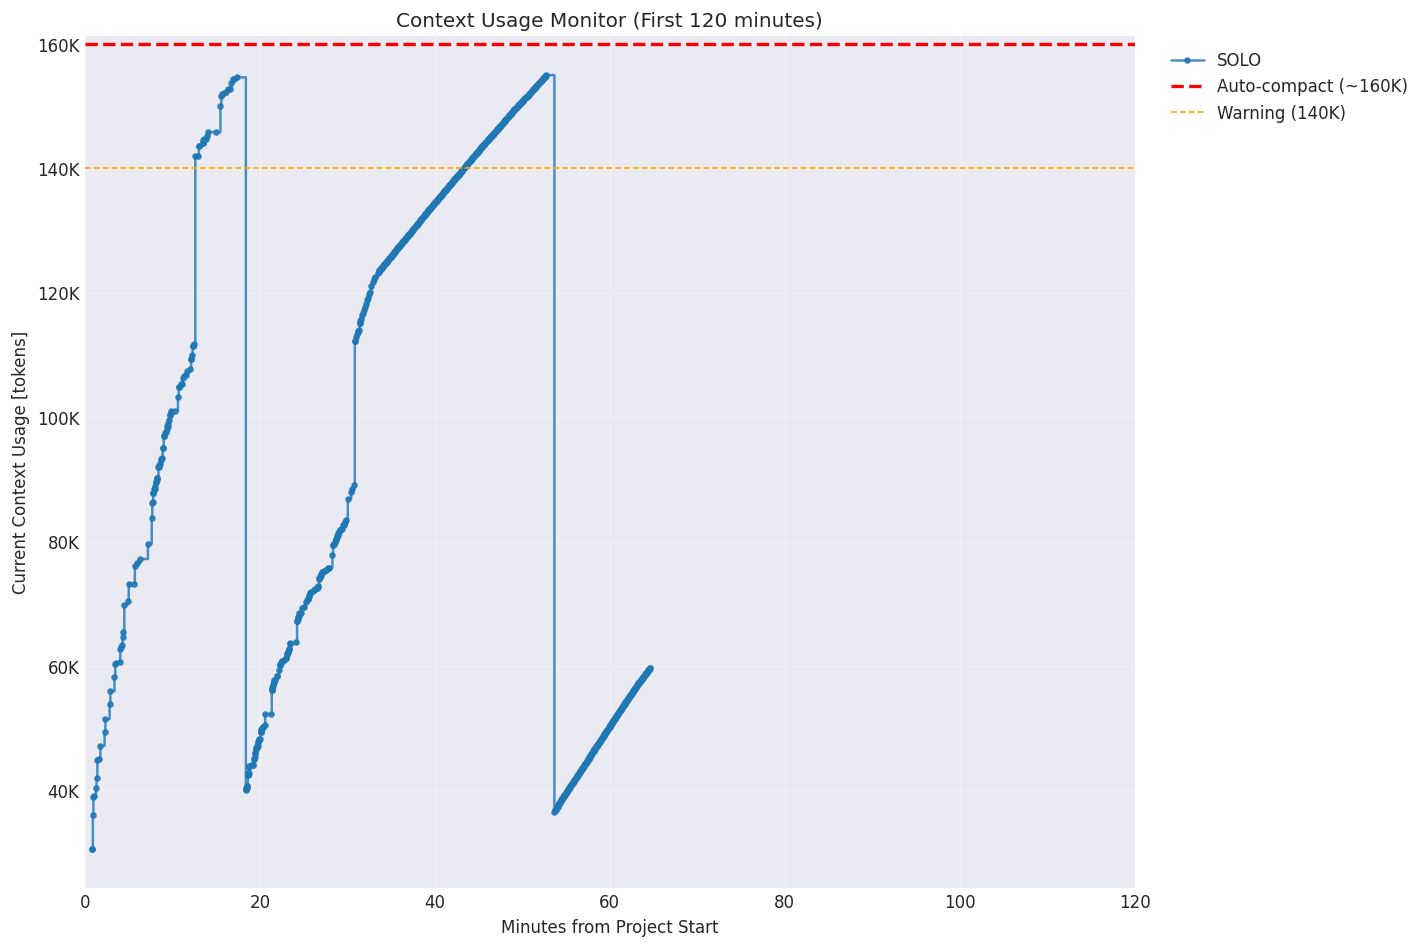 Context Usage Monitor (First 120 minutes)
160K
140K
120K
100K
80K
60K
40K
Current Context Usage [tokens]
0 20 40 60 80 100 120
Minutes from Project Start
SOLO
Auto-compact (~160K)
Warning (140K)